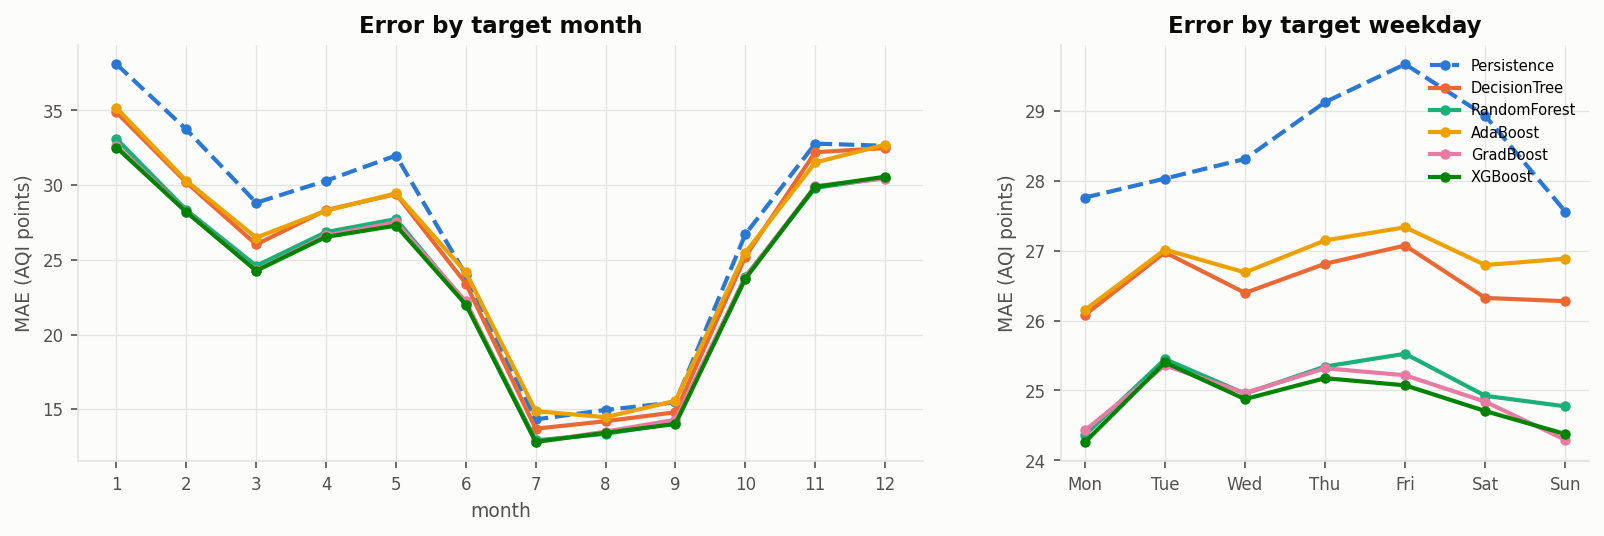 Error by target month
MAE (AQI points)
35
30
25
20
15
1 2 3 4 5 6 7 8 9 10 11 12
month
Error by target weekday
MAE (AQI points)
29
28
27
26
25
24
Mon Tue Wed Thu Fri Sat Sun
Persistence
DecisionTree
RandomForest
AdaBoost
GradBoost
XGBoost